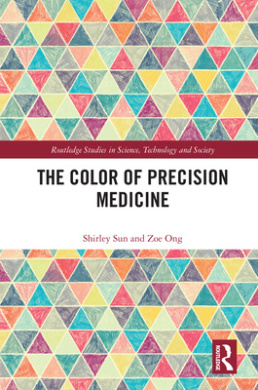 Routledge Studies in Science, Technology and Society
THE COLOR OF PRECISION
MEDICINE
Shirley Sun and Zoe Ong
ROUTLEDGE